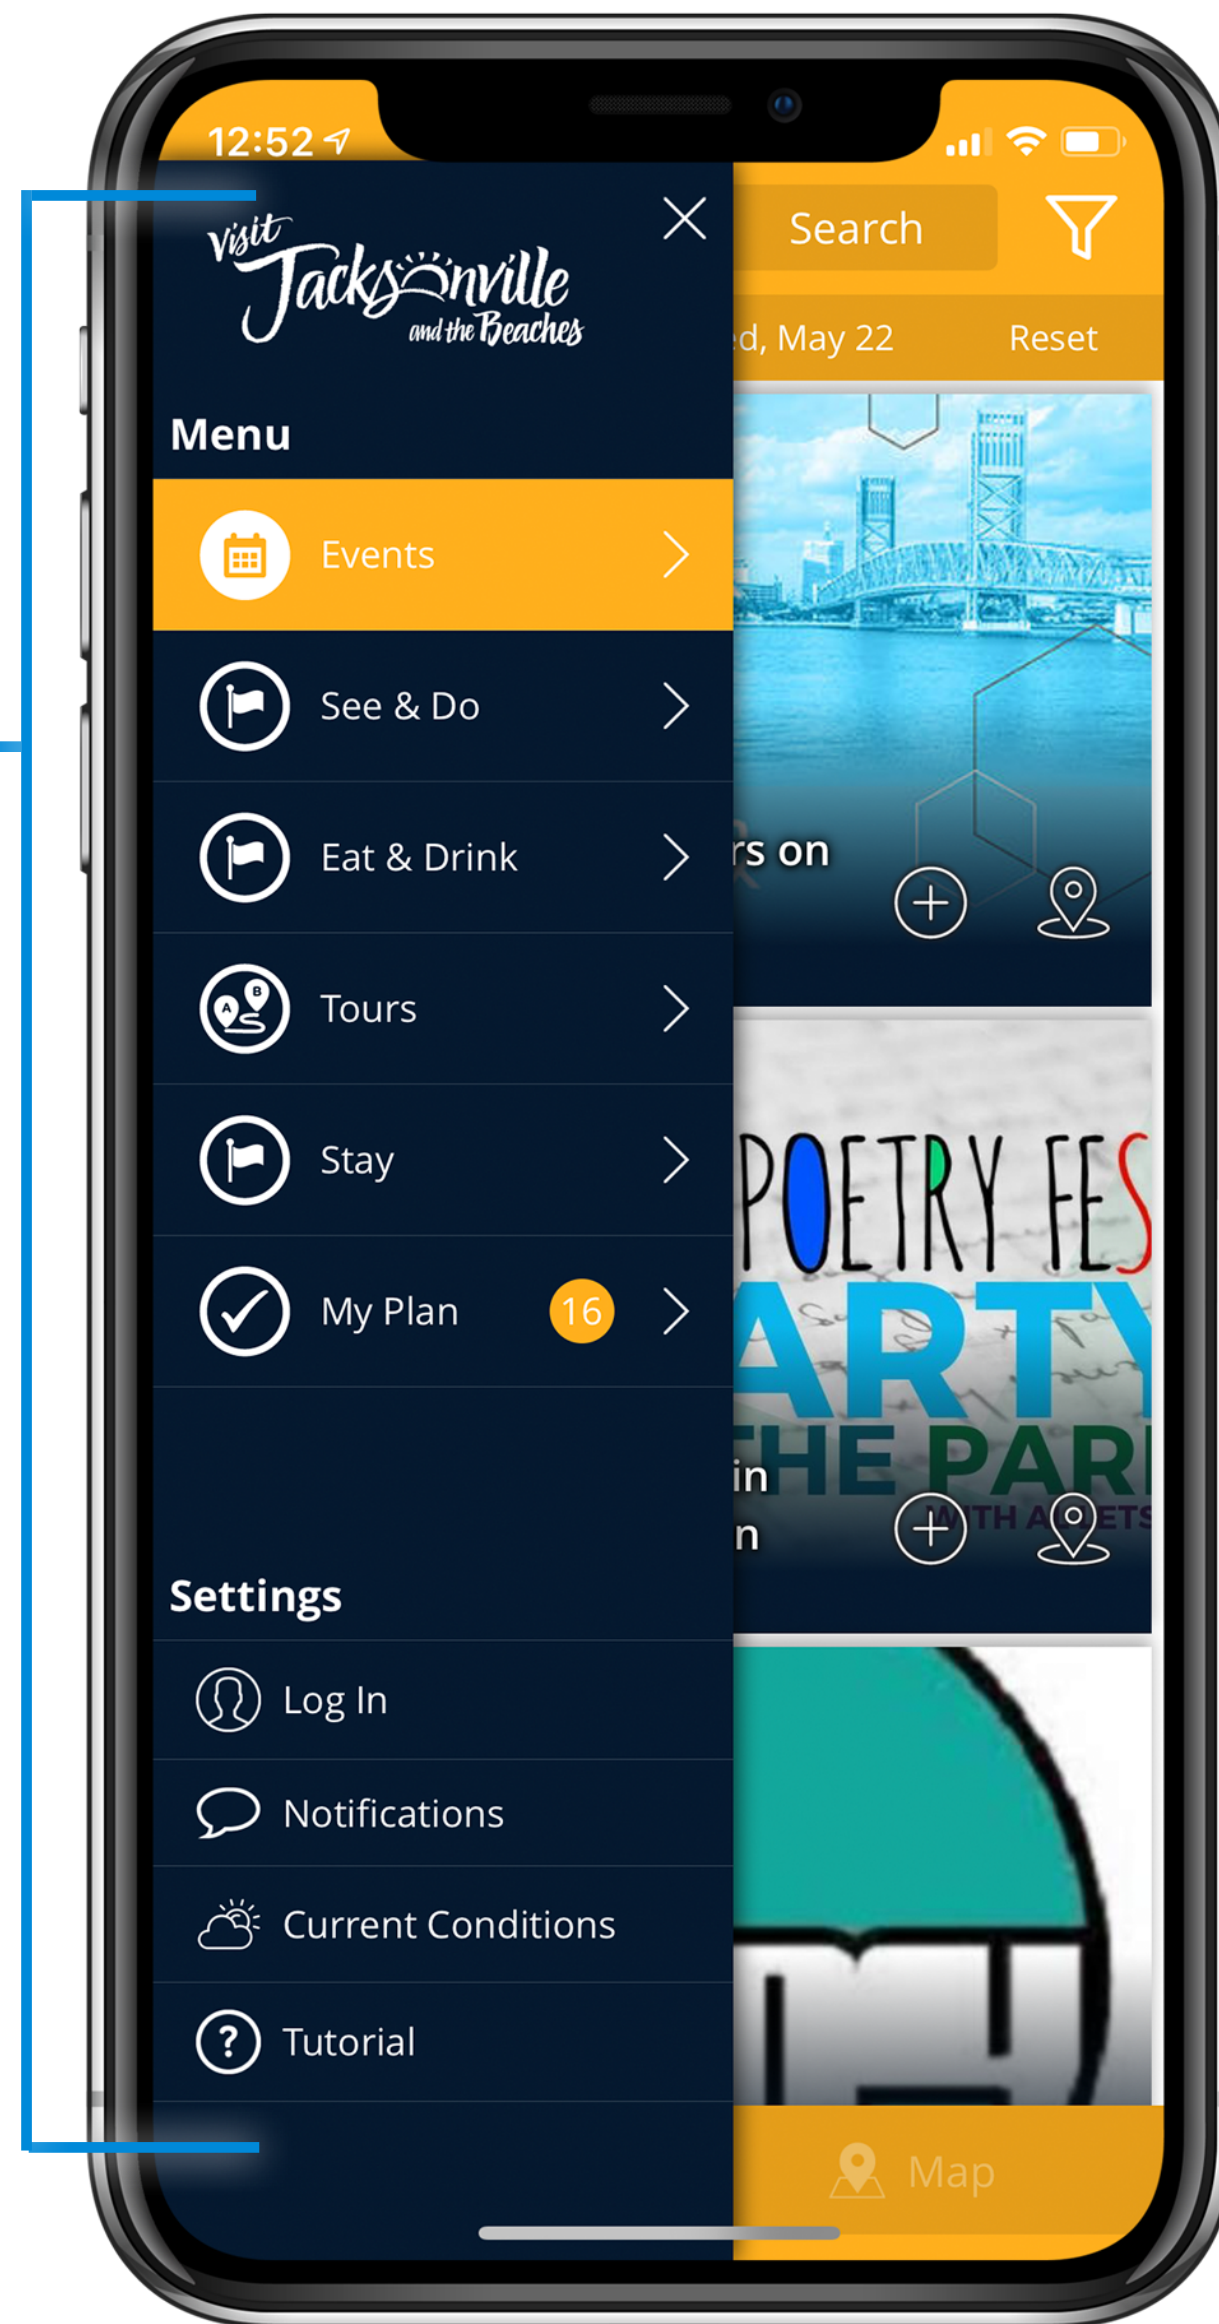 12:52
Visit
Jacksonville
and the Beaches
Search
ed, May 22
Reset
Menu
Events
See & Do
Eat & Drink
rs on
A B
Tours
Stay
POETRY FES
My Plan
16
ARTY
THE PAR
in
WITH
n
Settings
Log In
Notifications
Current Conditions
?
Tutorial
Map